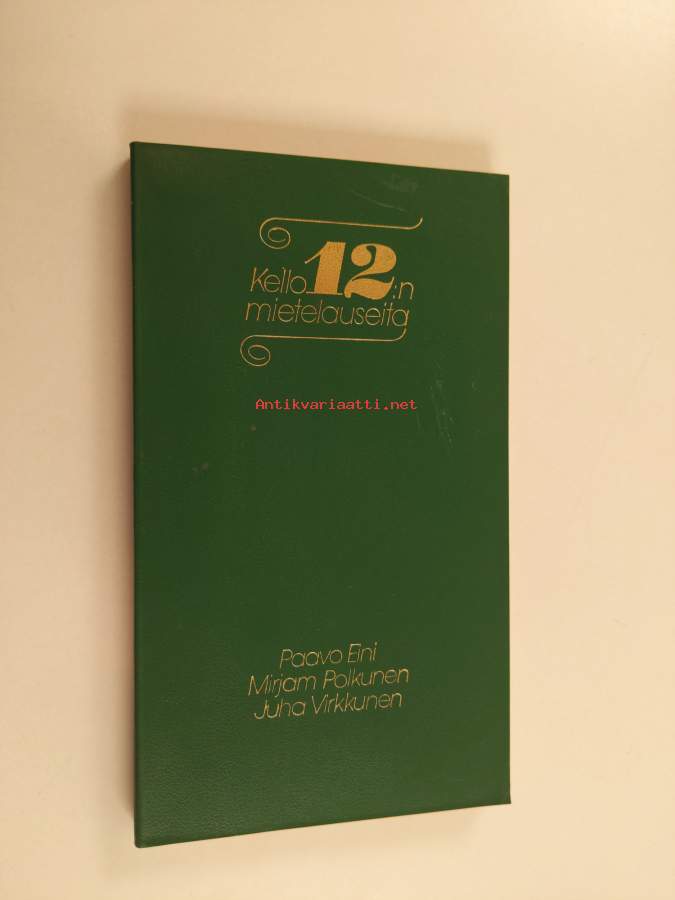 Kello 12:n
mietelauseita
Antikvariaatti.net
Paavo Eini
Mirjam Polkunen
Juha Virkkunen